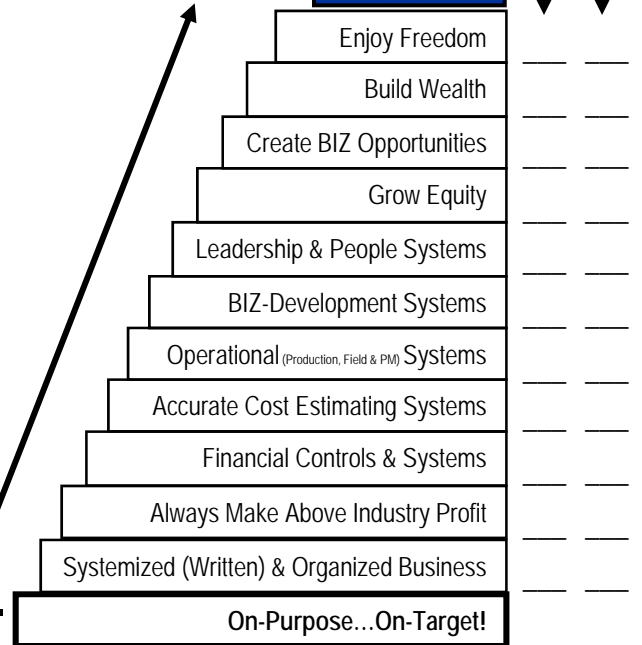 Enjoy Freedom
Build Wealth
Create BIZ Opportunities
Grow Equity
Leadership & People Systems
BIZ-Development Systems
Operational (Production, Field & PM) Systems
Accurate Cost Estimating Systems
Financial Controls & Systems
Always Make Above Industry Profit
Systemized (Written) & Organized Business
On-Purpose...On-Target!